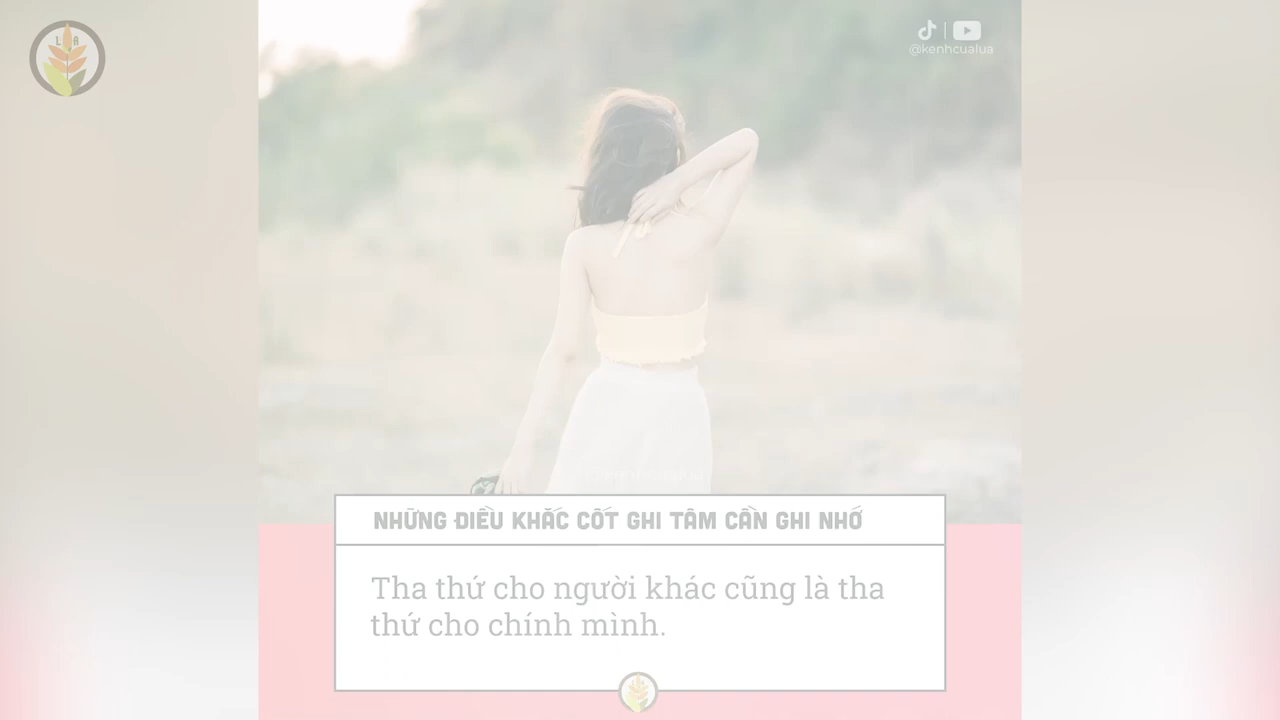 L A
@kenhcualua
NHỮNG ĐIỀU KHẮC CỐT GHI TÂM CẦN GHI NHỚ
Tha thứ cho người khác cũng là tha
thứ cho chính mình.